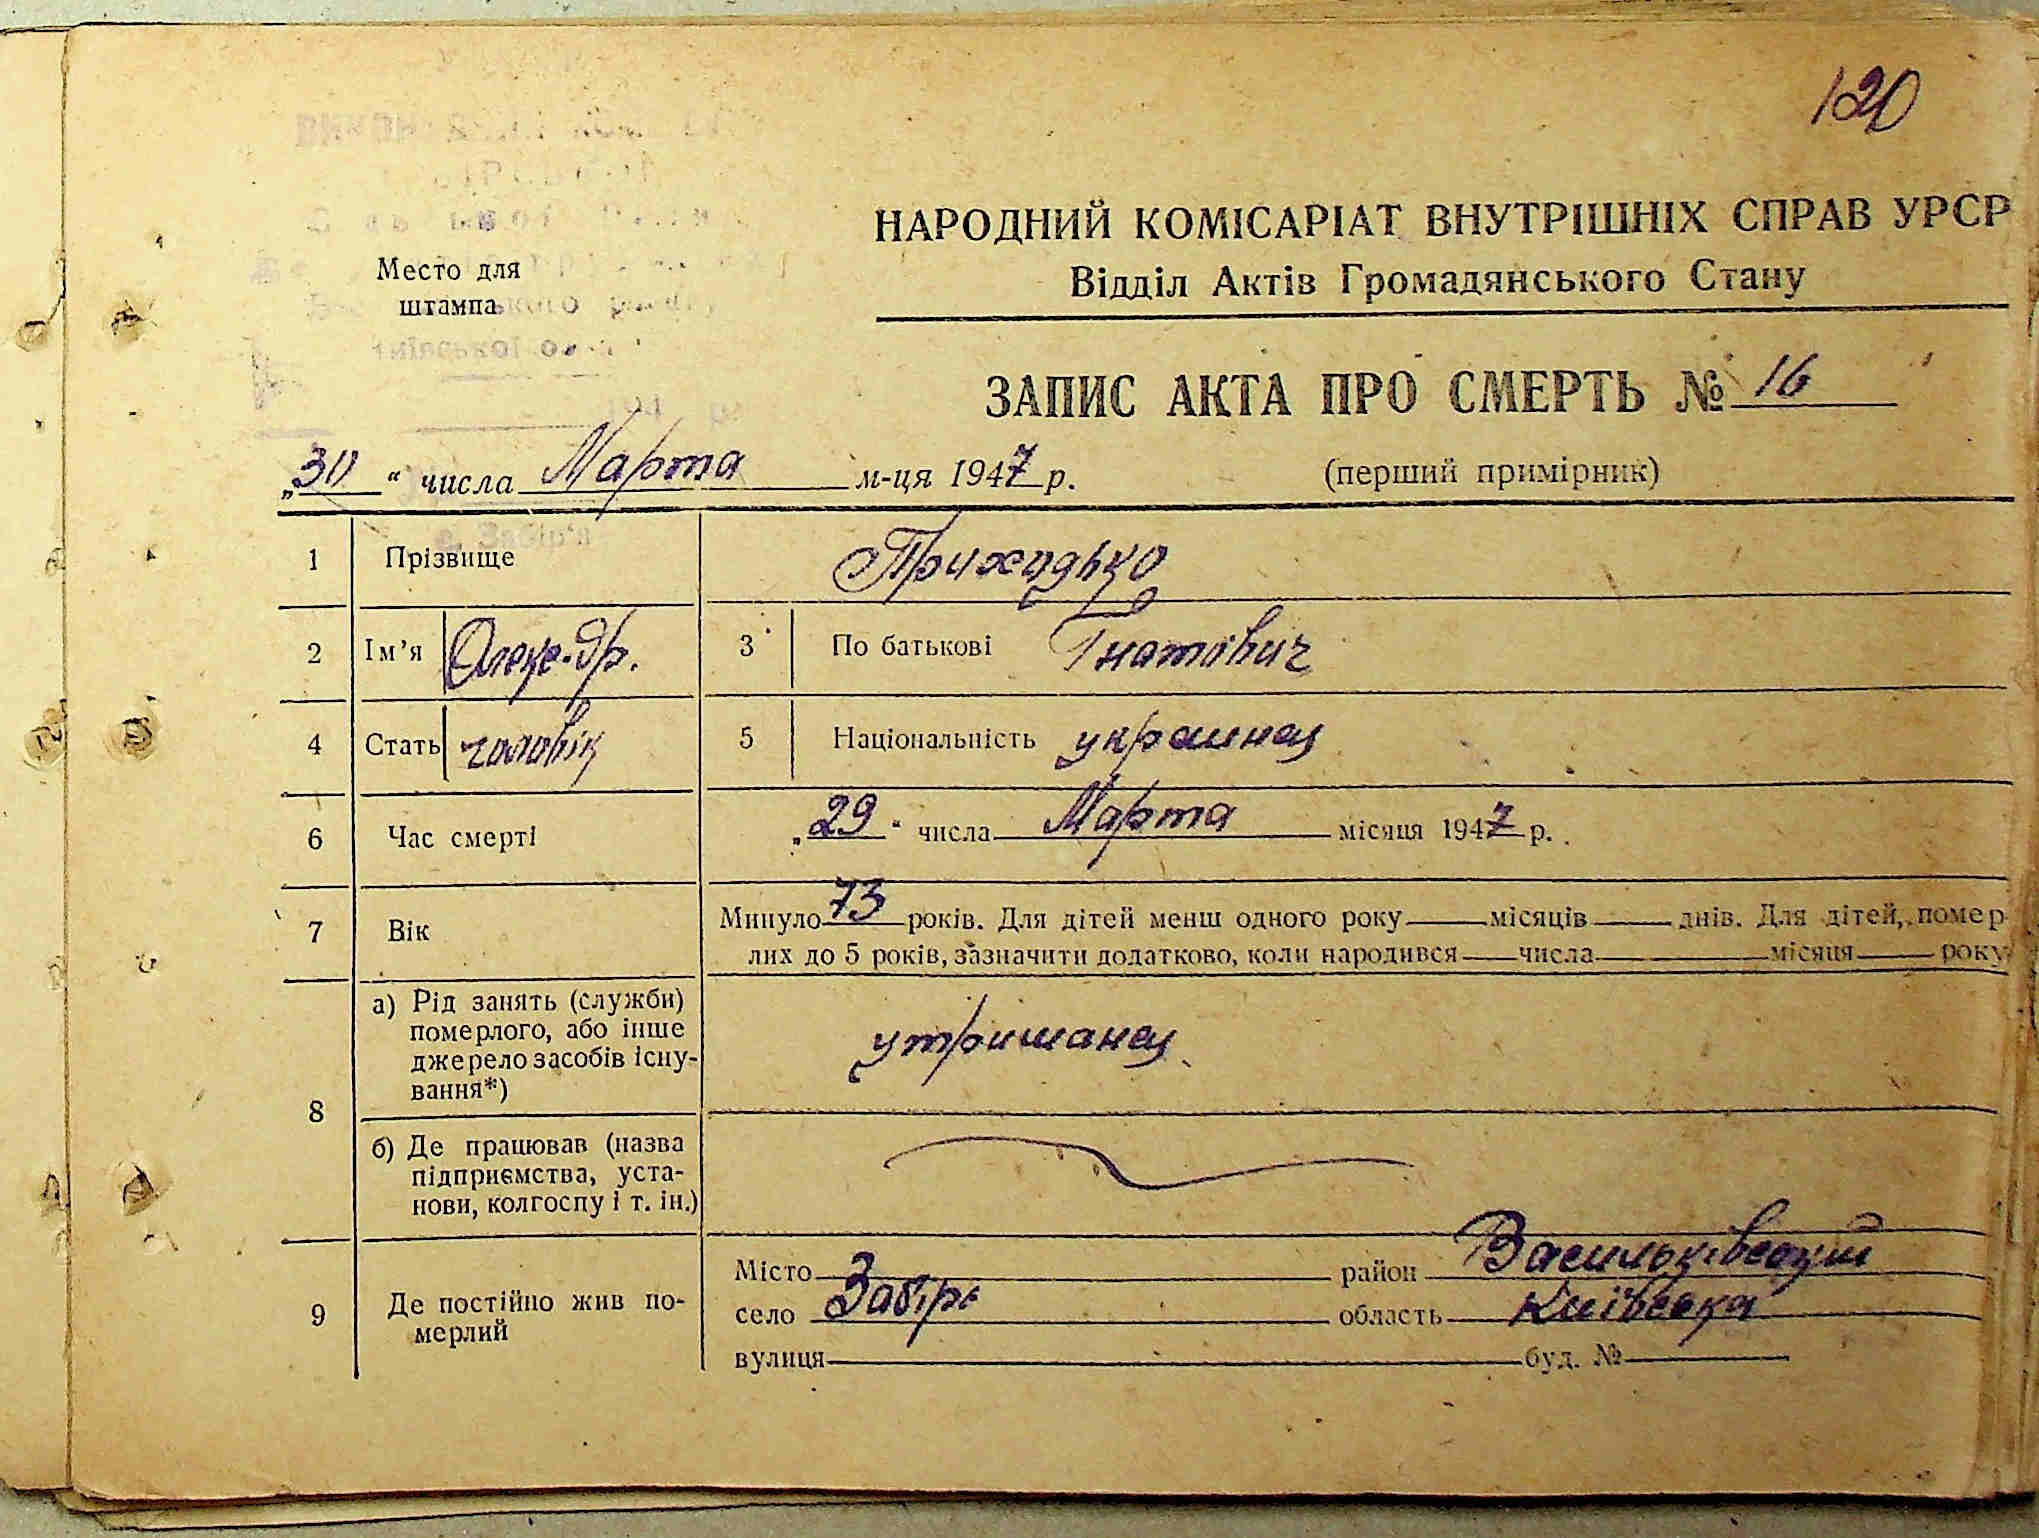 120
НАРОДНИЙ КОМІСАРІАТ ВНУТРІШНІХ СПРАВ УРСР
Відділ Актів Громадянського Стану
Место для
штампа
ЗАПИС АКТА ПРО СМЕРТЬ № 16
„30“ числа Марта м-ця 1947 р. (перший примірник)
с. Забір'я
1 Прізвище Приходько
2 Ім’я Олександр. 3 По батькові Гнатович
4 Стать чоловік 5 Національність украинец
6 Час смерті „29“ числа Марта місяця 1947 р.
7 Вік Минуло 73 років. Для дітей менш одного року місяців днів. Для дітей, помер-
лих до 5 років, зазначити додатково, коли народився числа місяця року
8 а) Рід занять (служби)
померлого, або інше
джерело засобів існу-
вання*) утриманец
б) Де працював (назва
підприємства, уста-
нови, колгоспу і т. ін.)
9 Де постійно жив по-
мерлий
Місто район Васильківський
село Забірє область Київська
вулиця буд. №